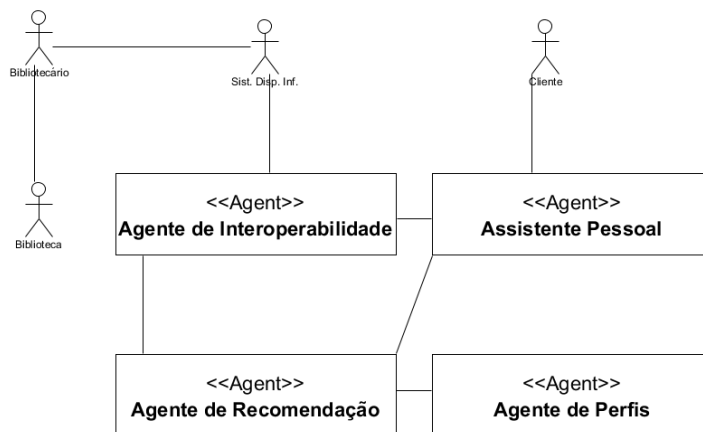 Bibliotecário
Sist. Disp. Inf.
Cliente
Biblioteca
<<Agent>>
Agente de Interoperabilidade
<<Agent>>
Assistente Pessoal
<<Agent>>
Agente de Recomendação
<<Agent>>
Agente de Perfis